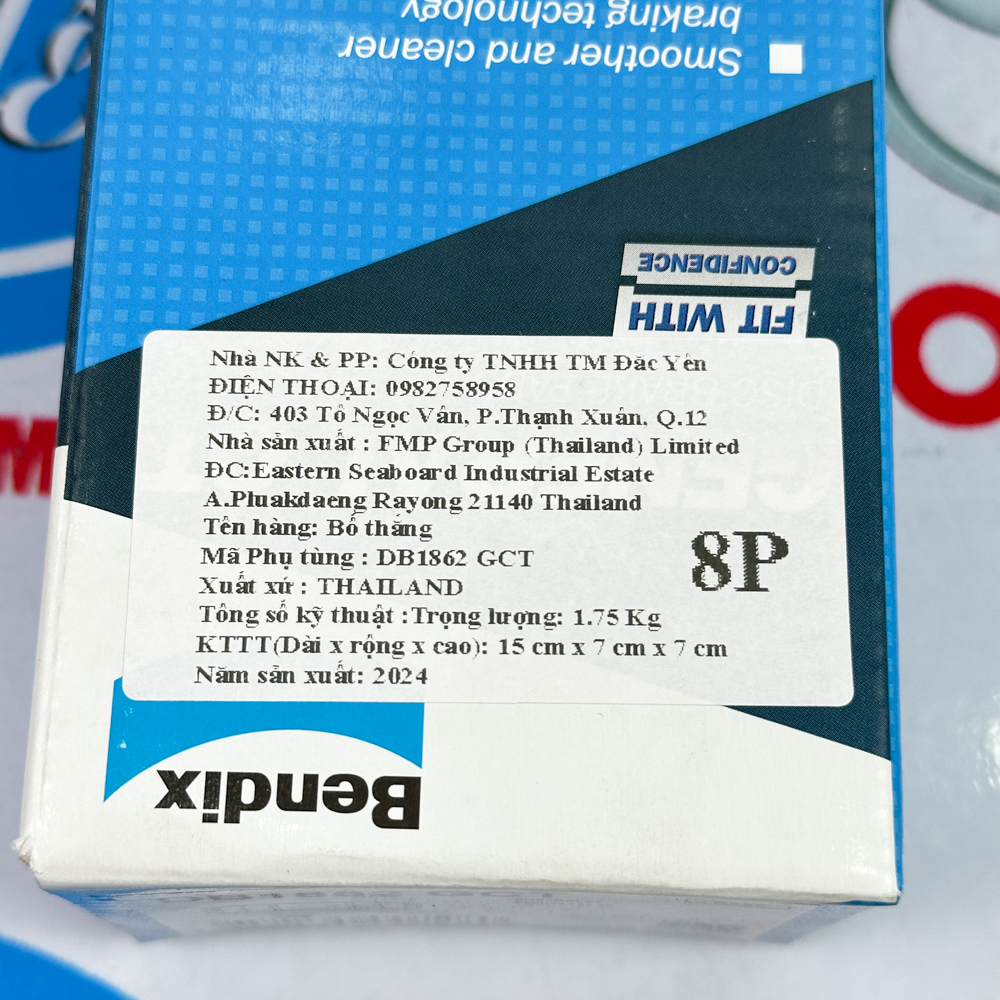 braking technology
Smoother and cleaner
CONFIDENCE
FIT WITH
Nhà NK & PP: Công ty TNHH TM Đăc Yên
ĐIỆN THOẠI: 0982758958
Đ/C: 403 Tô Ngọc Vân, P.Thạnh Xuân, Q.12
Nhà sản xuất : FMP Group (Thailand) Limited
ĐC:Eastern Seaboard Industrial Estate
A.Pluakdaeng Rayong 21140 Thailand
Tên hàng: Bố thắng
Mã Phụ tùng : DB1862 GCT
8P
Xuất xứ : THAILAND
Tông số kỹ thuật :Trọng lượng: 1.75 Kg
KTTT(Dài x rộng x cao): 15 cm x 7 cm x 7 cm
Năm sản xuất: 2024
Bendix